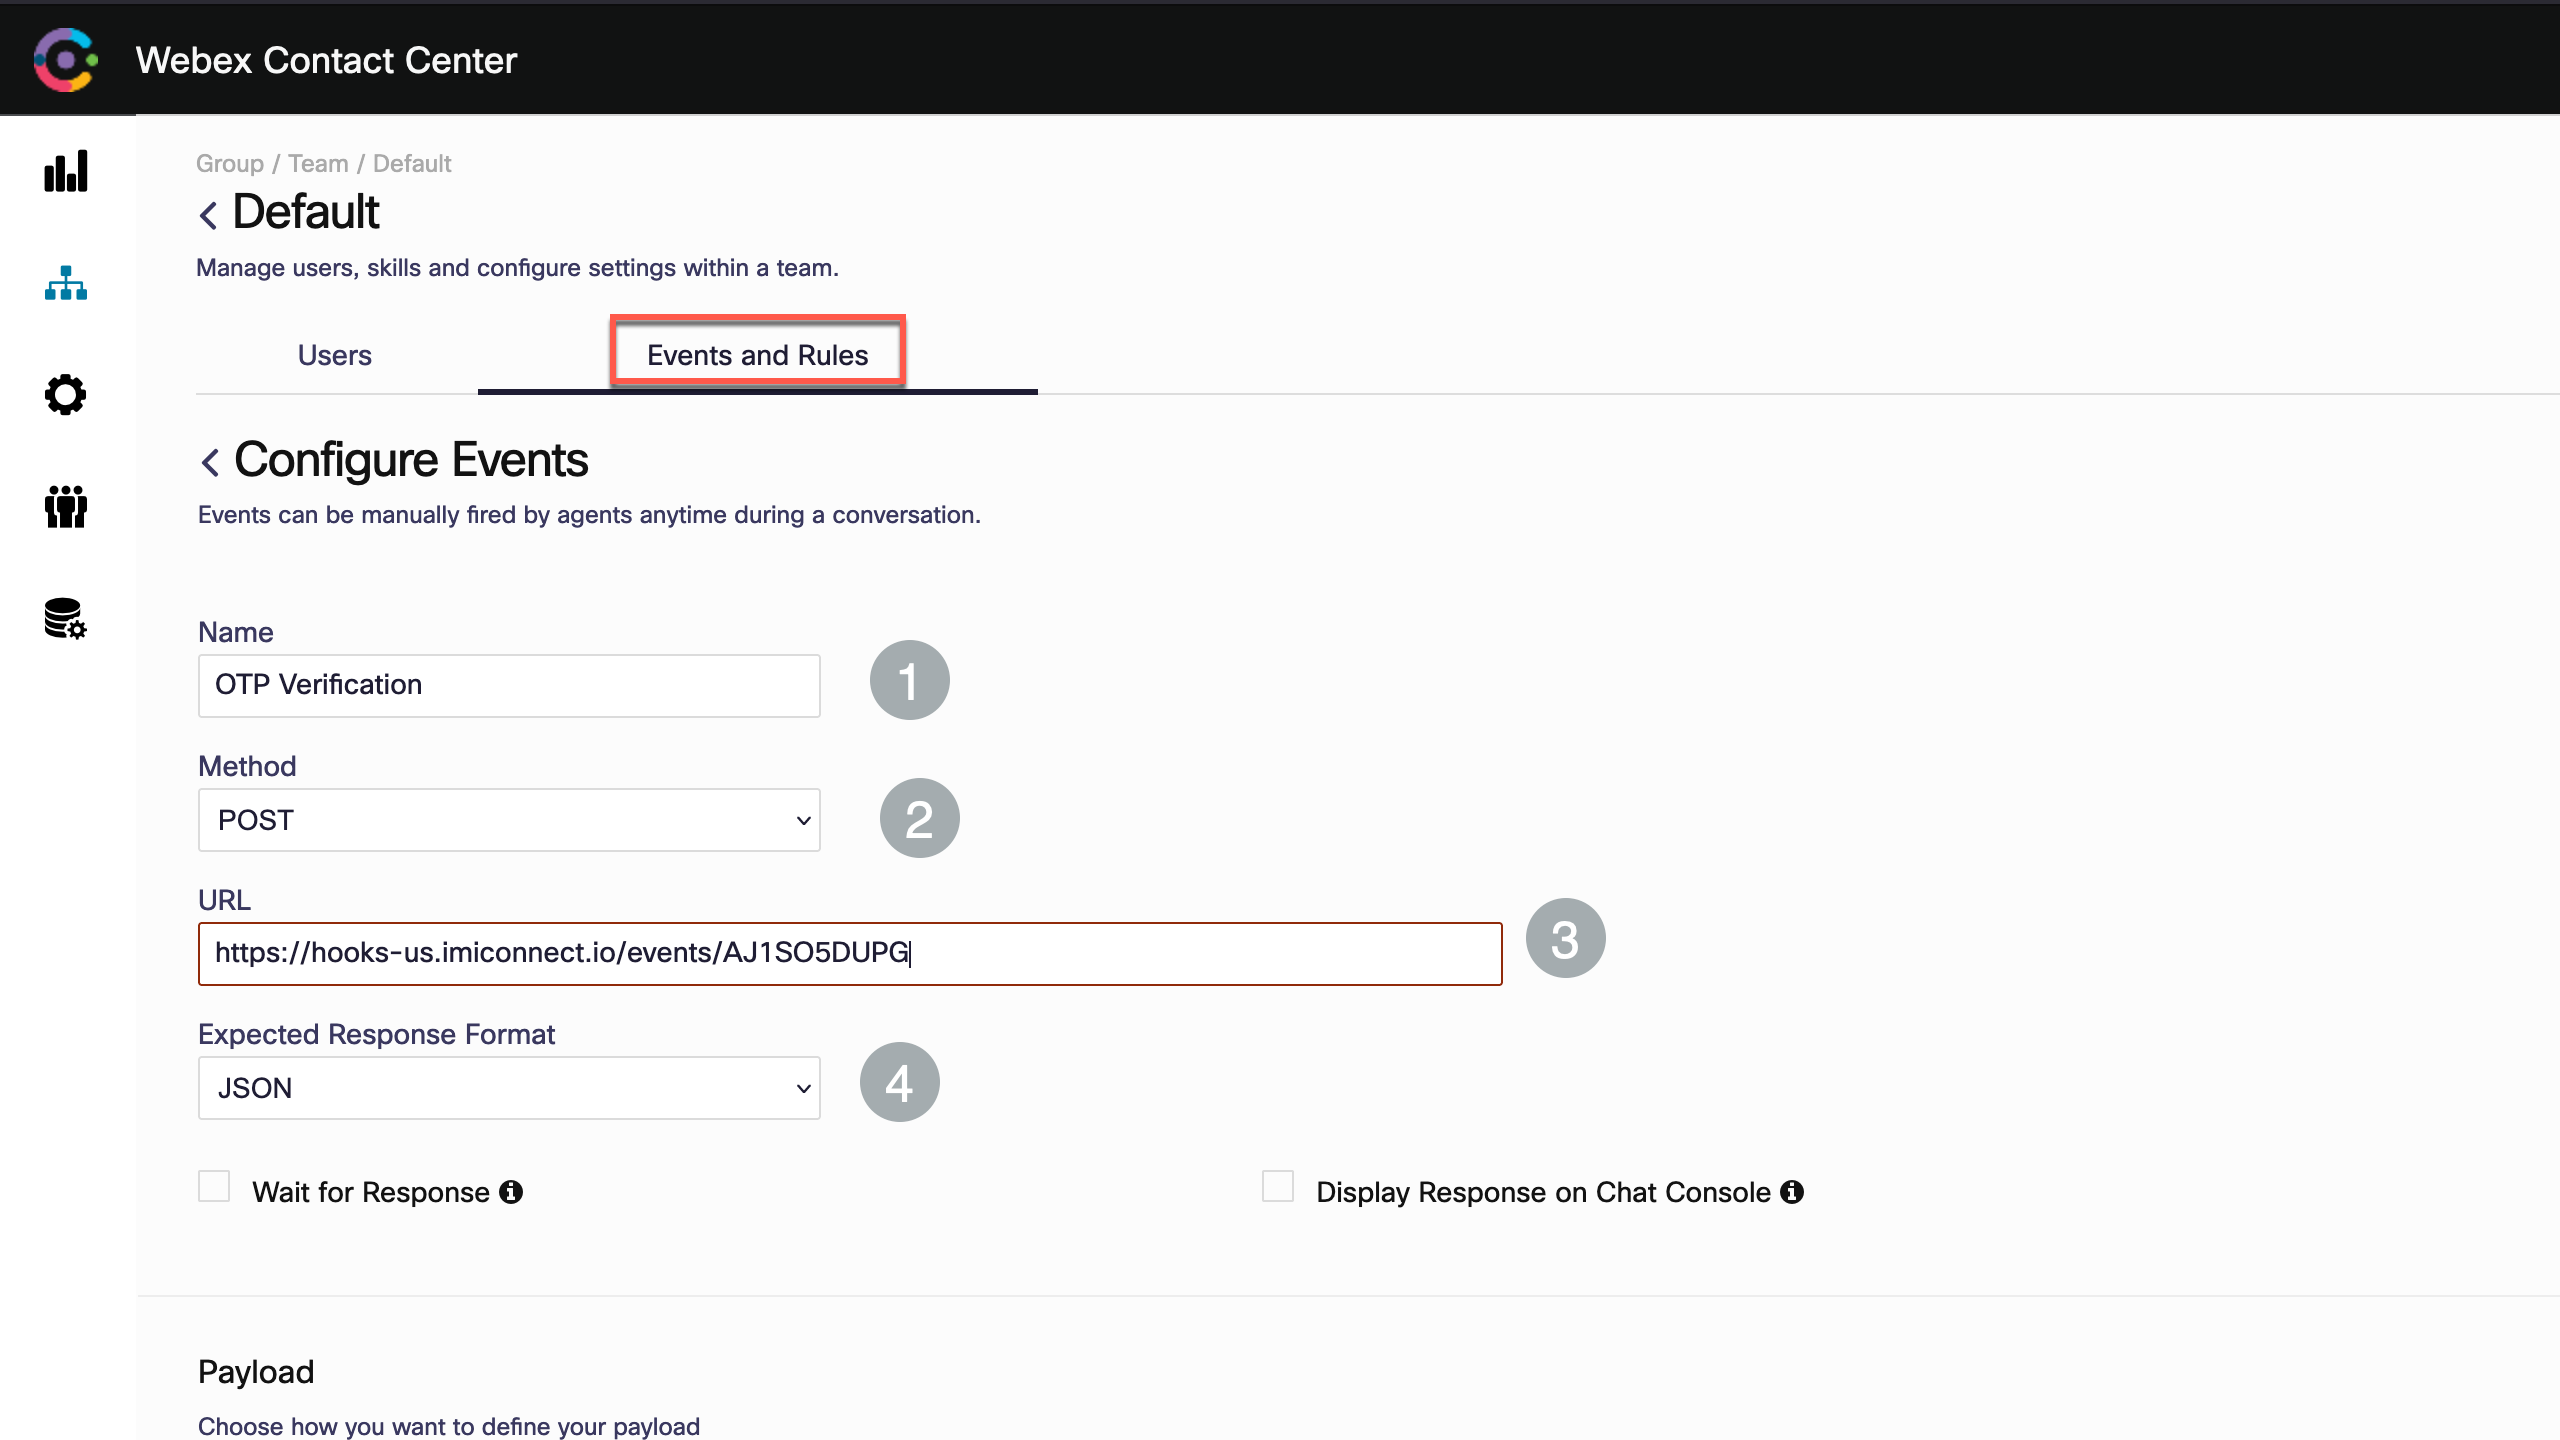 Webex Contact Center
Group / Team / Default
Default
Manage users, skills and configure settings within a team.
Users
Events and Rules
Configure Events
Events can be manually fired by agents anytime during a conversation.
Name
OTP Verification
1
Method
POST
2
URL
https://hooks-us.imiconnect.io/events/AJ1SO5DUPG
3
Expected Response Format
JSON
4
Wait for Response
Display Response on Chat Console
Payload
Choose how you want to define your payload